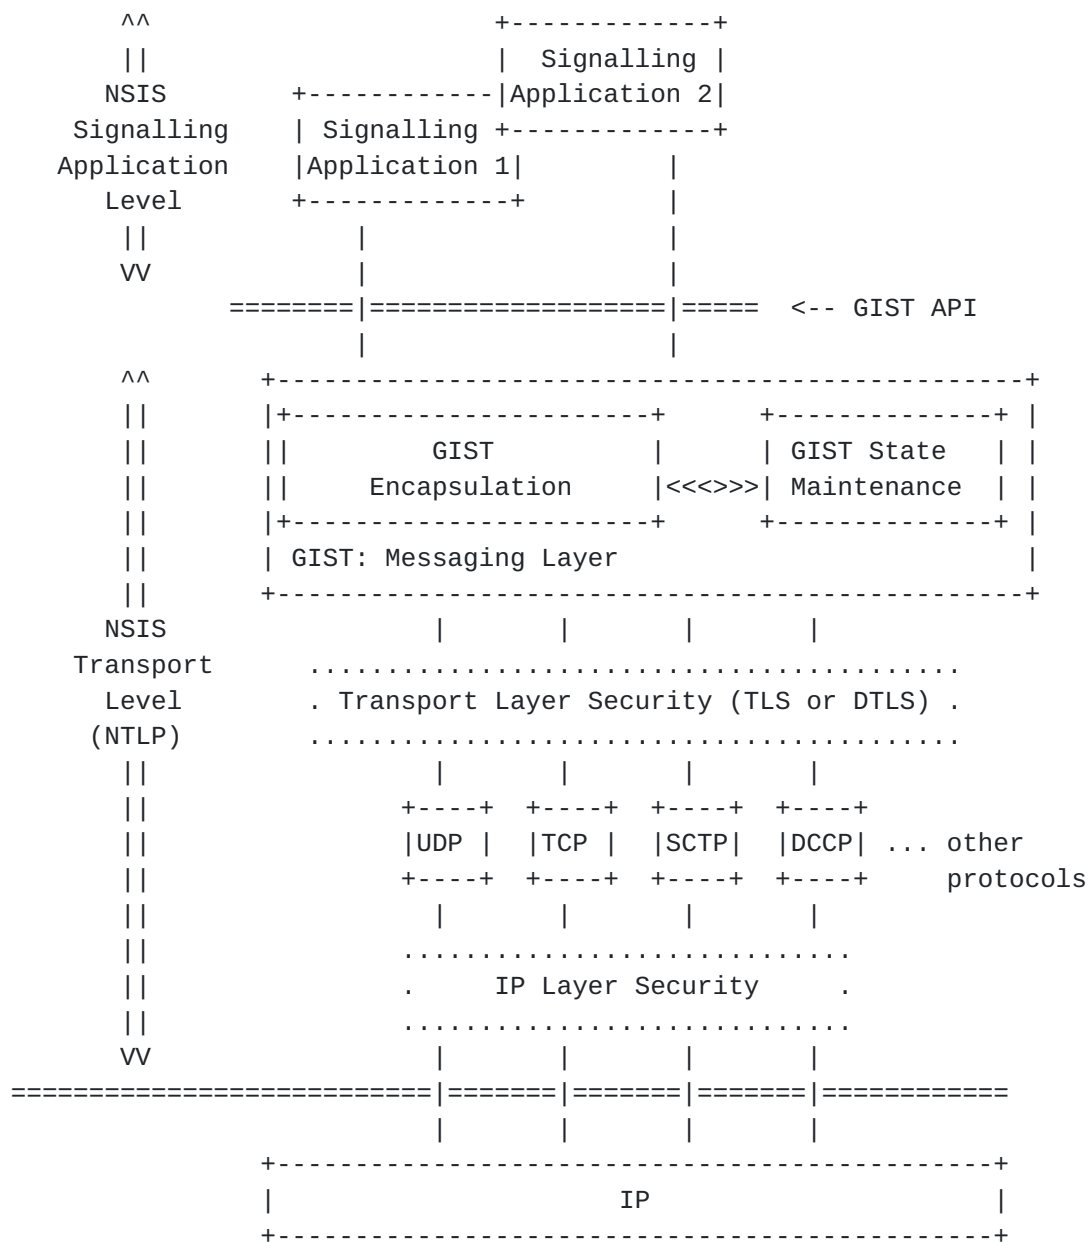 ^^                      +-------------+
          ||                      |  Signalling |
         NSIS        +------------|Application 2|
       Signalling    | Signalling +-------------+
      Application    |Application 1|         |
         Level       +-------------+         |
          ||             |                   |
          VV             |                   |
                 ========|===================|=====  <-- GIST API
                         |                   |
          ^^       +------------------------------------------------+
          ||       |+-----------------------+      +--------------+ |
          ||       ||         GIST          |      | GIST State   | |
          ||       ||     Encapsulation     |<<<>>>| Maintenance  | |
          ||       |+-----------------------+      +--------------+ |
          ||       | GIST: Messaging Layer                          |
          ||       +------------------------------------------------+
         NSIS                 |       |       |       |
       Transport      ..........................................
         Level        . Transport Layer Security (TLS or DTLS) .
        (NTLP)        ..........................................
          ||                  |       |       |       |
          ||                +----+  +----+  +----+  +----+
          ||                |UDP |  |TCP |  |SCTP|  |DCCP| ... other
          ||                +----+  +----+  +----+  +----+     protocols
          ||                  |       |       |       |
          ||                .............................
          ||                .     IP Layer Security     .
          ||                .............................
          VV                  |       |       |       |
   ===========================|=======|=======|=======|============
                              |       |       |       |
                   +----------------------------------------------+
                   |                      IP                      |
                   +----------------------------------------------+